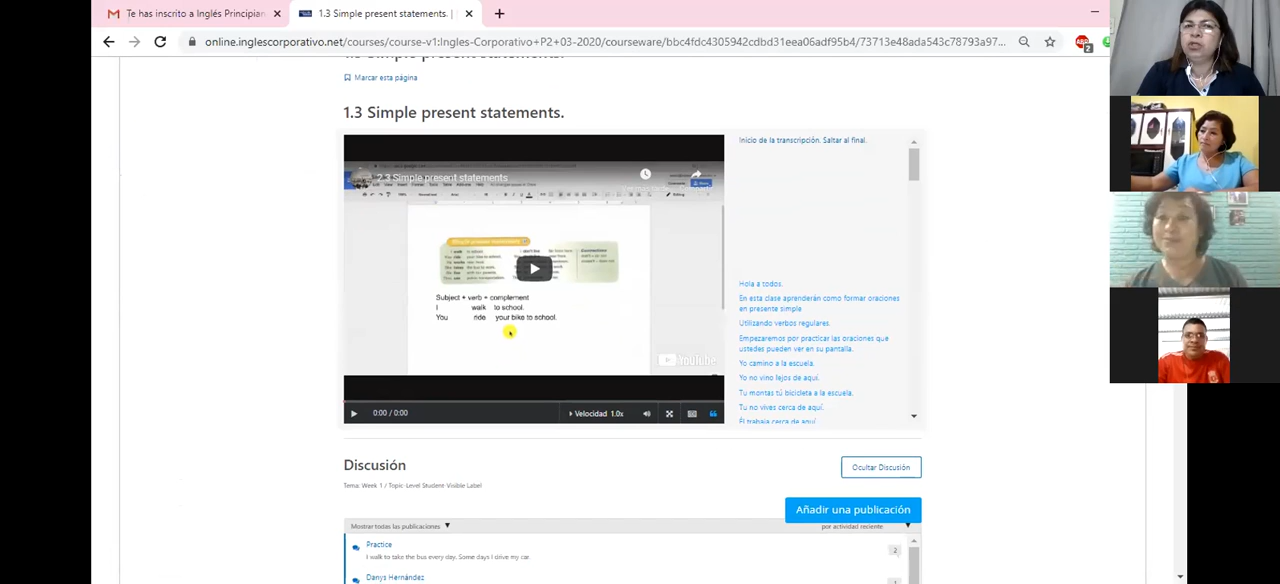 Te has inscrito a Inglés Principian
1.3 Simple present statements. |
online.inglescorporativo.net/courses/course-v1:Ingles-Corporativo+P2+03-2020/courseware/bbc4fdc4305942cdbd31eea06adf95b4/73713e48ada543c78793a97...
2
1.3 Simple present statements.
Marcar esta página
1.3 Simple present statements.
2.3 Simple present statements
Subject + verb + complement
I walk to school.
You ride your bike to school.
YouTube
0:00 / 0:00
Velocidad 1.0x
Inicio de la transcripción. Saltar al final.
Hola a todos.
En esta clase aprenderán como formar oraciones
en presente simple
Utilizando verbos regulares.
Empezaremos por practicar las oraciones que
ustedes pueden ver en su pantalla.
Yo camino a la escuela.
Yo no vino lejos de aquí.
Tu montas tú bicicleta a la escuela.
Tu no vives cerca de aquí.
Él trabaja cerca de aquí.
Discusión
Ocultar Discusión
Tema: Week 1 / Topic-Level Student-Visible Label
Añadir una publicación
Mostrar todas las publicaciones
por actividad reciente
Practice
2
I walk to take the bus every day. Some days I drive my car.
Danys Hernández